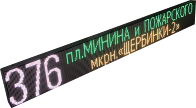 376
пл.МИНИНА и ПОЖАРСКОГО
мкрн.«ЩЕРБИНКИ-2»